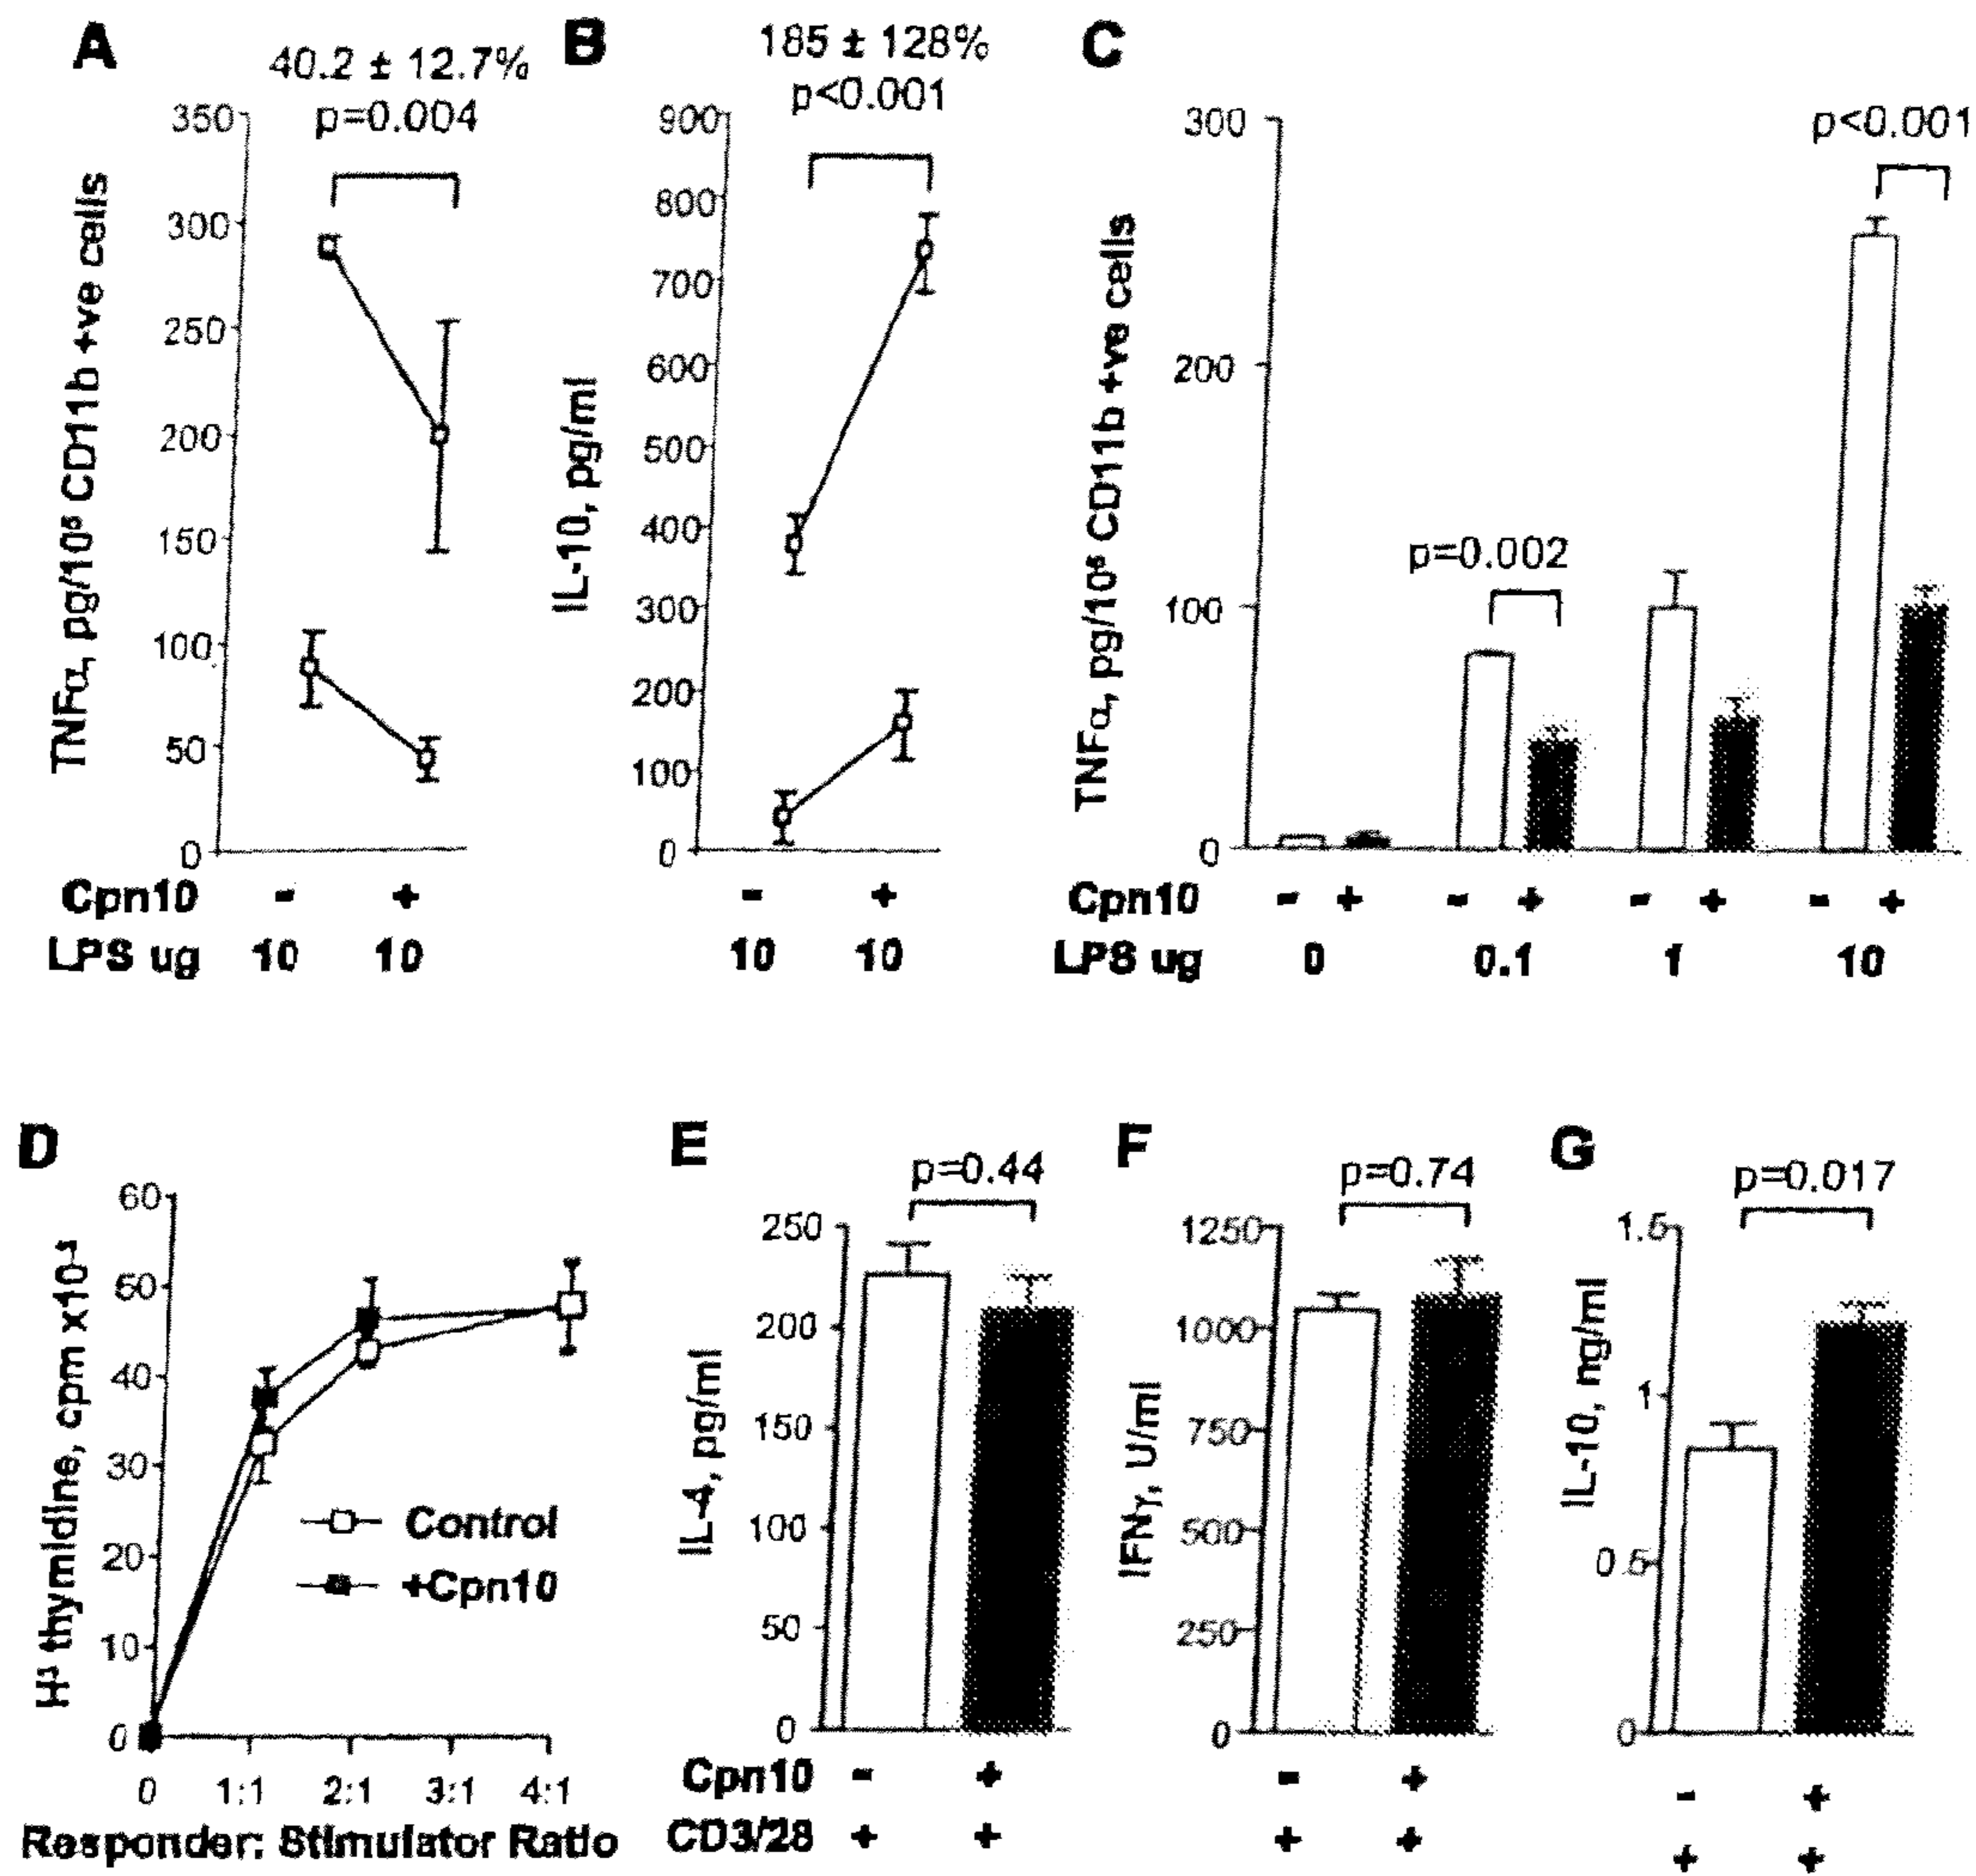 A
40.2 ± 12.7%
p=0.004
350
300
250
200
150
100
50
0
TNFα, pg/10⁵ CD11b +ve cells
Cpn10 - +
LPS ug 10 10
B
185 ± 128%
p<0.001
900
800
700
600
500
400
300
200
100
0
IL-10, pg/ml
- +
10 10
C
p<0.001
p=0.002
300
200
100
0
TNFα, pg/10⁵ CD11b +ve cells
Cpn10 - + - + - + - +
LPS ug 0 0.1 1 10
D
60
50
40
30
20
10
0
H³ thymidine, cpm
Control
+Cpn10
0 1:1 2:1 3:1 4:1
Responder: Stimulator Ratio
E
p=0.44
250
200
150
100
50
0
IL-4, pg/ml
Cpn10 - +
CD3/28 + +
F
p=0.74
1250
1000
750
500
250
0
IFNγ, U/ml
- +
+ +
G
p=0.017
1.5
1
0.5
0
IL-10, ng/ml
- +
+ +